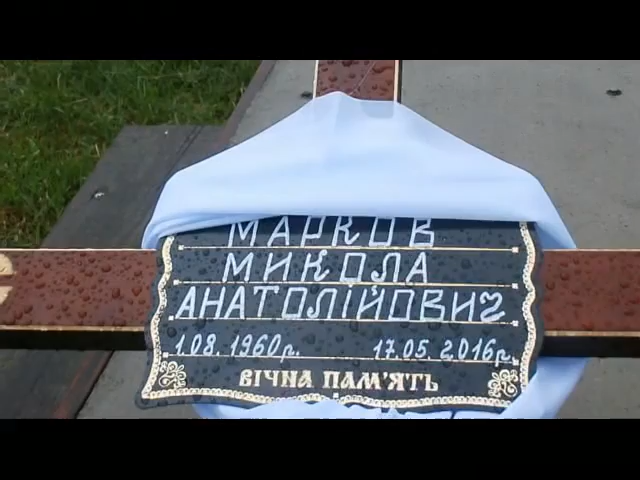 МАРКОВ
МИКОЛА
АНАТОЛІЙОВИЧ
1.08.1960р. 17.05.2016р.
ВІЧНА ПАМ'ЯТЬ